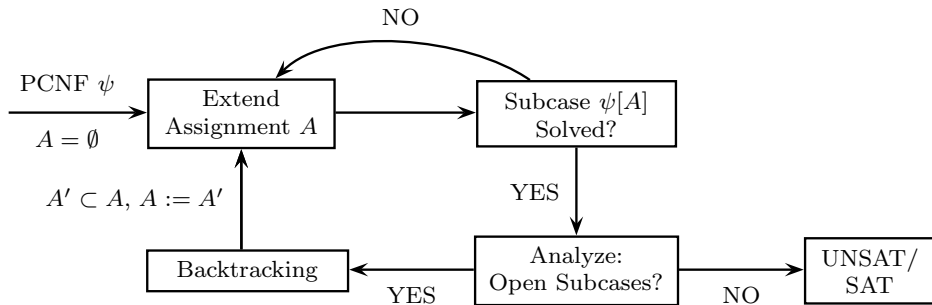 NO
PCNF ψ
A = ∅
Extend
Assignment A
Subcase ψ[A]
Solved?
YES
A′ ⊂ A, A := A′
Backtracking
YES
Analyze:
Open Subcases?
NO
UNSAT/
SAT